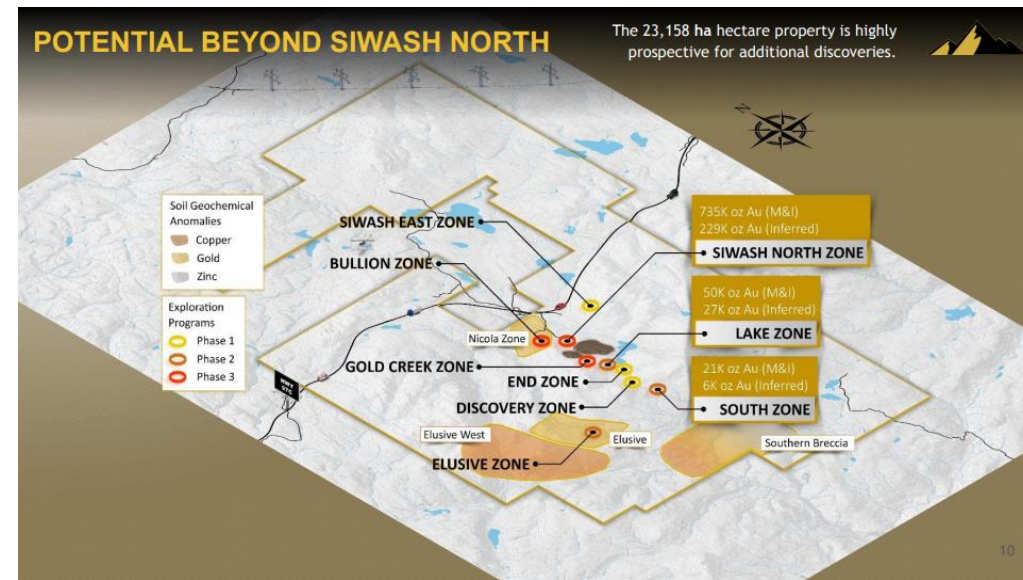 POTENTIAL BEYOND SIWASH NORTH
The 23,158 ha hectare property is highly
prospective for additional discoveries.
N
Soil Geochemical
Anomalies
Copper
Gold
Zinc
Exploration
Programs
Phase 1
Phase 2
Phase 3
SIWASH EAST ZONE
BULLION ZONE
Nicola Zone
GOLD CREEK ZONE
END ZONE
DISCOVERY ZONE
Elusive West
Elusive
ELUSIVE ZONE
Southern Breccia
HWY
97C
735K oz Au (M&I)
229K oz Au (Inferred)
SIWASH NORTH ZONE
50K oz Au (M&I)
27K oz Au (Inferred)
LAKE ZONE
21K oz Au (M&I)
6K oz Au (Inferred)
SOUTH ZONE
10